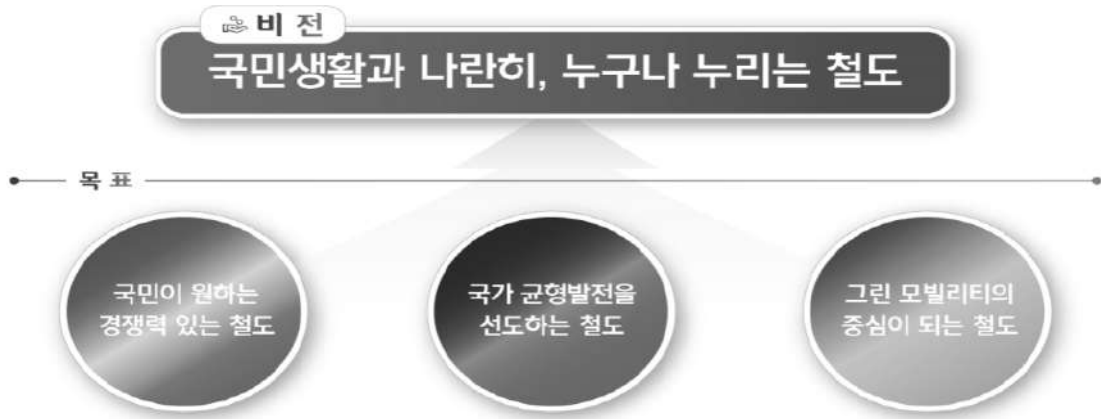 비 전
국민생활과 나란히, 누구나 누리는 철도
목 표
국민이 원하는
경쟁력 있는 철도
국가 균형발전을
선도하는 철도
그린 모빌리티의
중심이 되는 철도